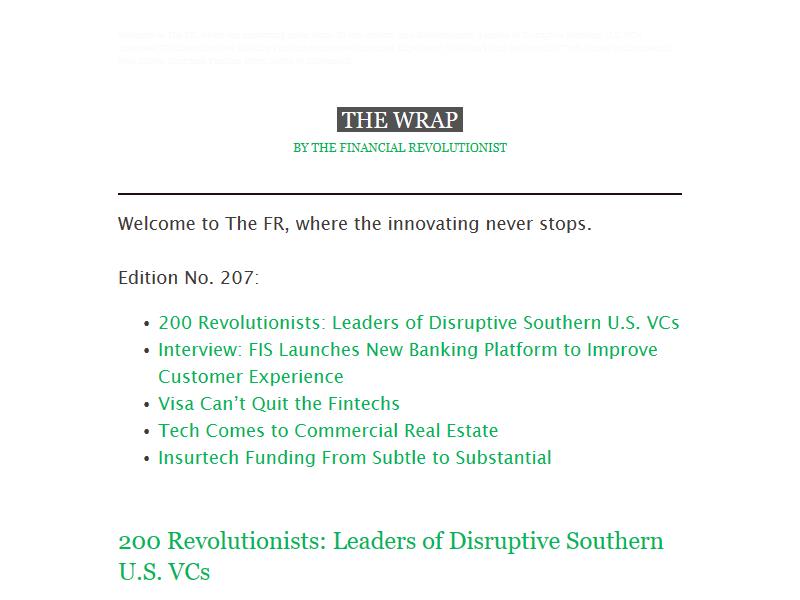 THE WRAP
BY THE FINANCIAL REVOLUTIONIST
Welcome to The FR, where the innovating never stops.
Edition No. 207:
• 200 Revolutionists: Leaders of Disruptive Southern U.S. VCs
• Interview: FIS Launches New Banking Platform to Improve
Customer Experience
• Visa Can’t Quit the Fintechs
• Tech Comes to Commercial Real Estate
• Insurtech Funding From Subtle to Substantial
200 Revolutionists: Leaders of Disruptive Southern
U.S. VCs